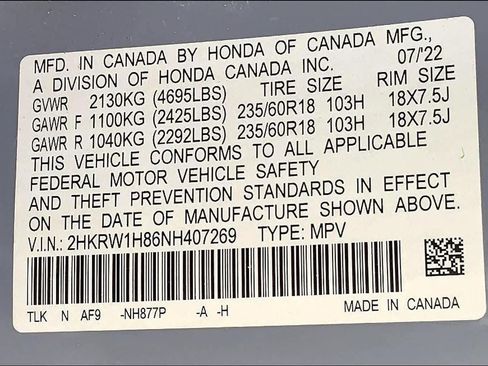 MFD. IN CANADA BY HONDA OF CANADA MFG.,
A DIVISION OF HONDA CANADA INC. 07/'22
GVWR 2130KG (4695LBS) TIRE SIZE RIM SIZE
GAWR F 1100KG (2425LBS) 235/60R18 103H 18X7.5J
GAWR R 1040KG (2292LBS) 235/60R18 103H 18X7.5J
THIS VEHICLE CONFORMS TO ALL APPLICABLE
FEDERAL MOTOR VEHICLE SAFETY
AND THEFT PREVENTION STANDARDS IN EFFECT
ON THE DATE OF MANUFACTURE SHOWN ABOVE.
V.I.N.: 2HKRW1H86NH407269 TYPE: MPV
TLK N AF9 -NH877P -A -H MADE IN CANADA